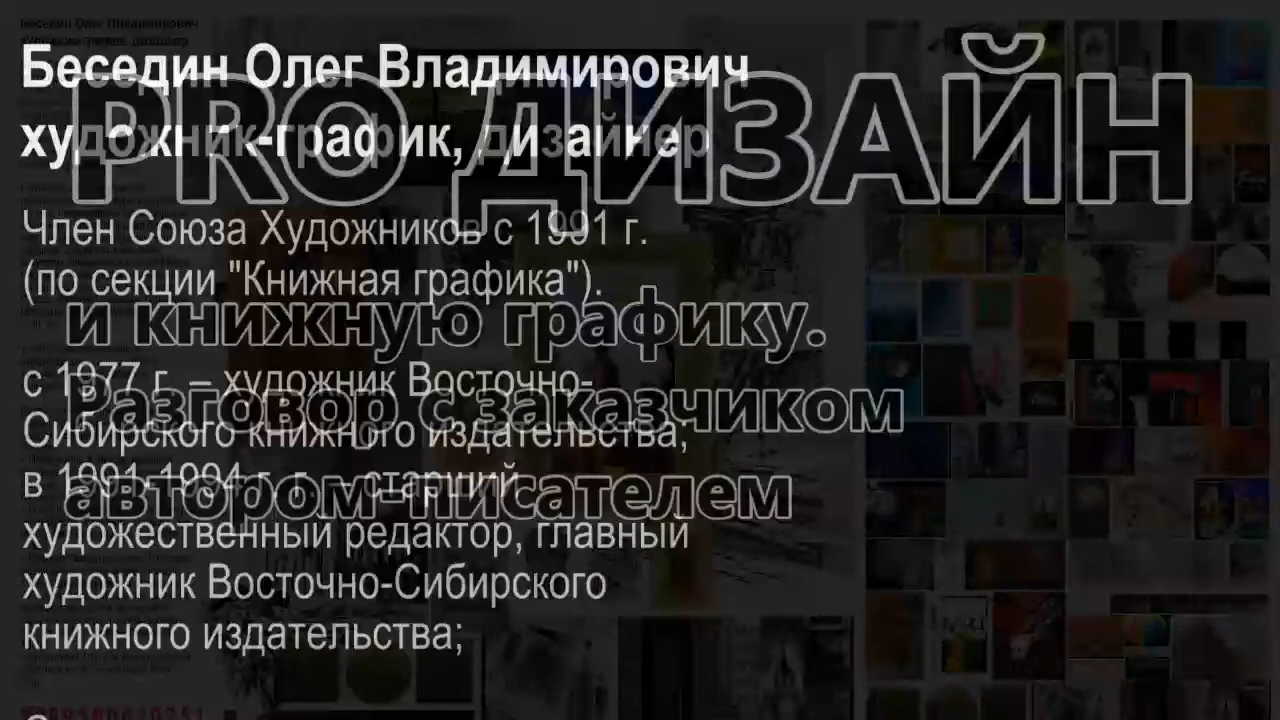 Беседин Олег Владимирович
художник-график, дизайнер
PRO ДИЗАЙН
Член Союза Художников с 1991 г.
(по секции "Книжная графика").
и книжную графику.
с 1977 г. – художник Восточно-
Разговор с заказчиком
Сибирского книжного издательства;
в 1991-1994 г. г. – старший
автором-писателем
художественный редактор, главный
художник Восточно-Сибирского
книжного издательства;